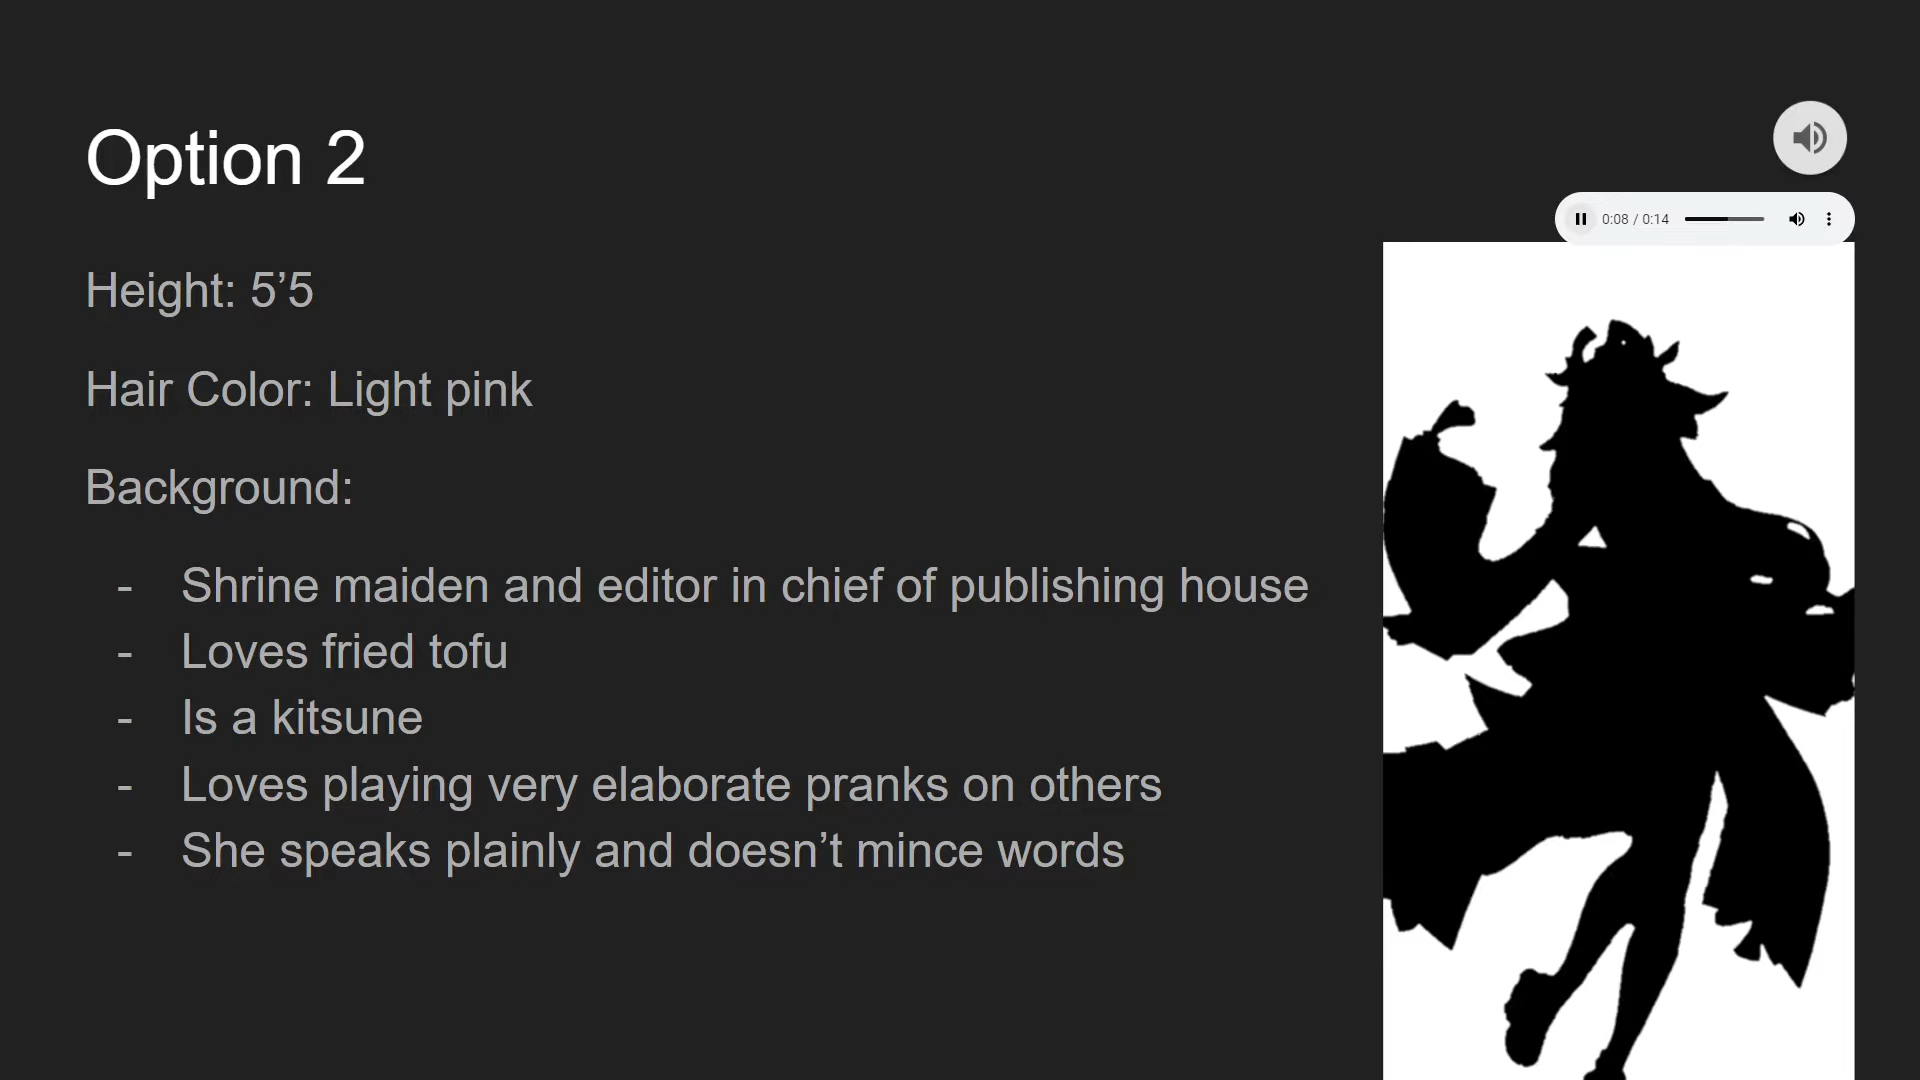 Option 2
0:08 / 0:14
Height: 5’5
Hair Color: Light pink
Background:
- Shrine maiden and editor in chief of publishing house
- Loves fried tofu
- Is a kitsune
- Loves playing very elaborate pranks on others
- She speaks plainly and doesn’t mince words